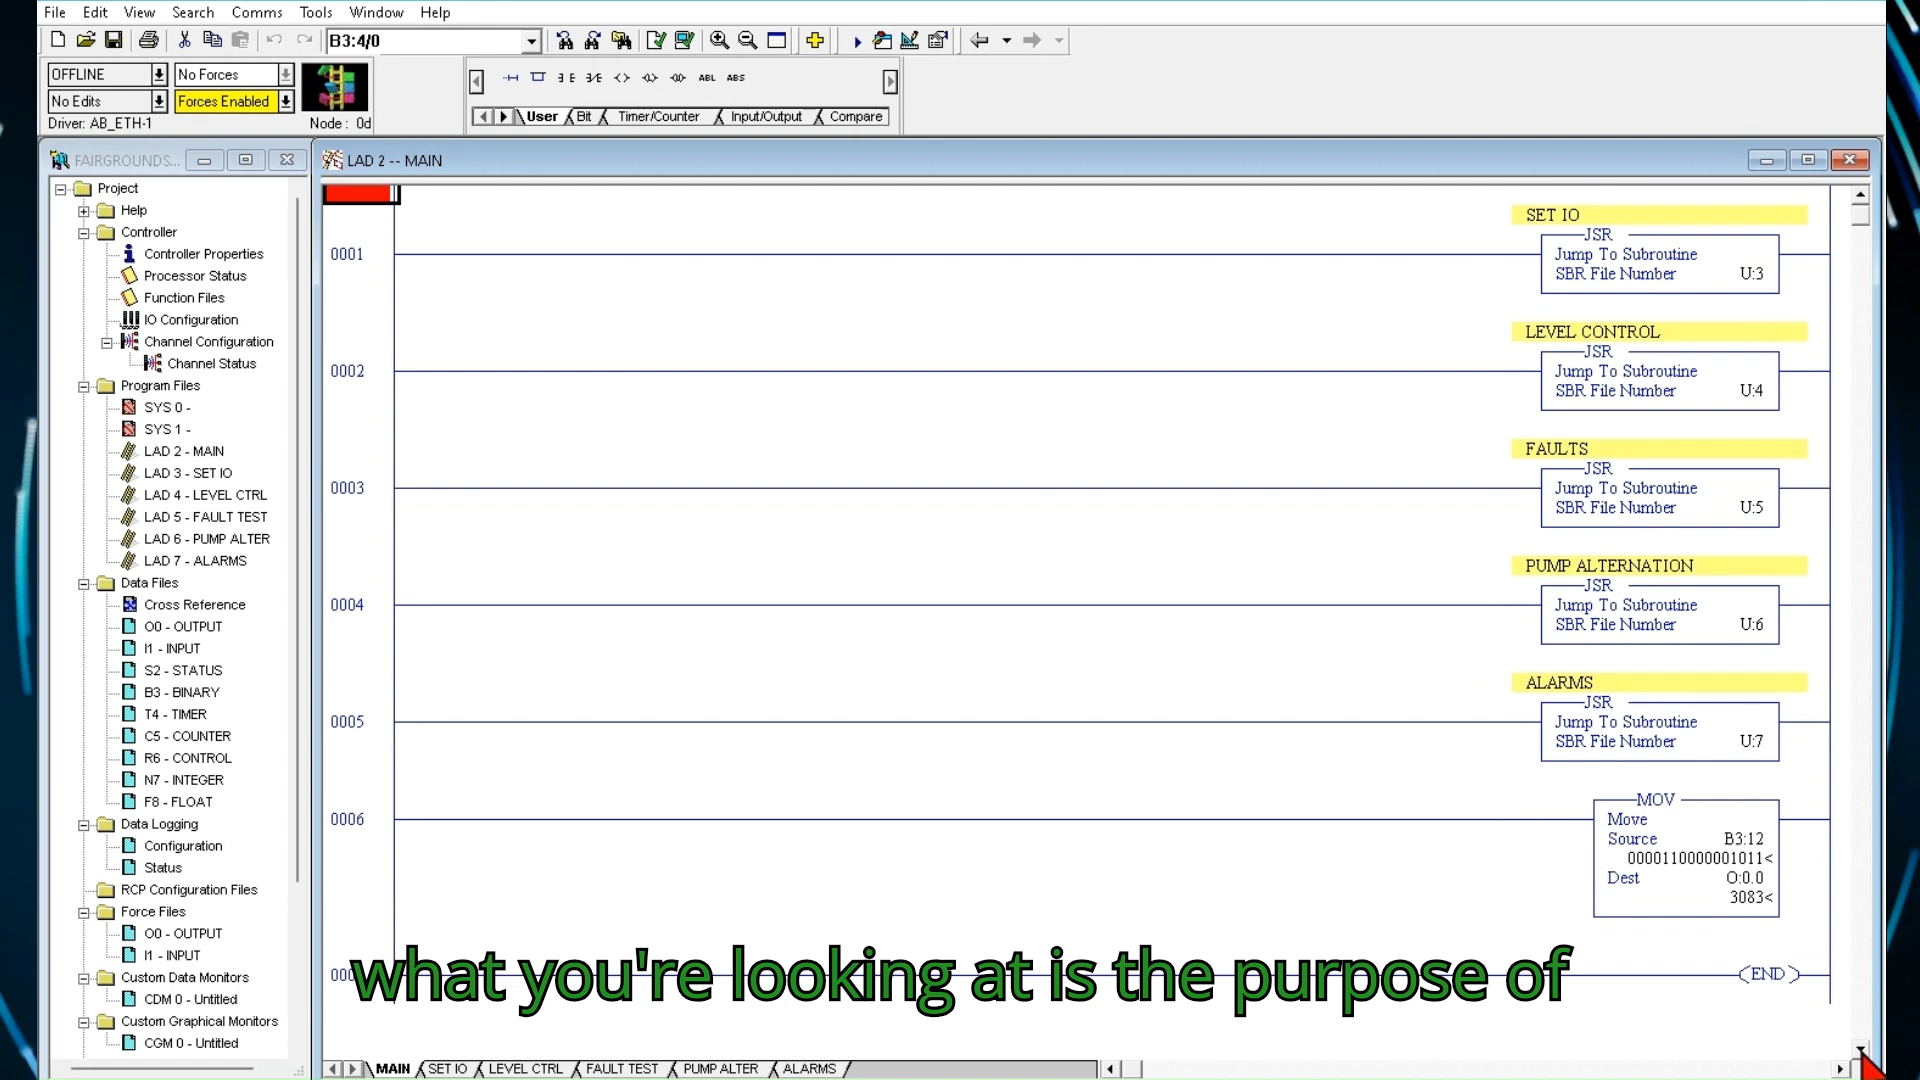 File Edit View Search Comms Tools Window Help
B3:4/0
OFFLINE No Forces
No Edits Forces Enabled
Driver: AB_ETH-1 Node : 0d
ABL ABS
User Bit Timer/Counter Input/Output Compare
FAIRGROUNDS...
Project
Help
Controller
Controller Properties
Processor Status
Function Files
IO Configuration
Channel Configuration
Channel Status
Program Files
SYS 0 -
SYS 1 -
LAD 2 - MAIN
LAD 3 - SET IO
LAD 4 - LEVEL CTRL
LAD 5 - FAULT TEST
LAD 6 - PUMP ALTER
LAD 7 - ALARMS
Data Files
Cross Reference
O0 - OUTPUT
I1 - INPUT
S2 - STATUS
B3 - BINARY
T4 - TIMER
C5 - COUNTER
R6 - CONTROL
N7 - INTEGER
F8 - FLOAT
Data Logging
Configuration
Status
RCP Configuration Files
Force Files
O0 - OUTPUT
I1 - INPUT
Custom Data Monitors
CDM 0 - Untitled
Custom Graphical Monitors
CGM 0 - Untitled
LAD 2 -- MAIN
SET IO
JSR
0001 Jump To Subroutine
SBR File Number U:3
LEVEL CONTROL
JSR
0002 Jump To Subroutine
SBR File Number U:4
FAULTS
JSR
0003 Jump To Subroutine
SBR File Number U:5
PUMP ALTERNATION
JSR
0004 Jump To Subroutine
SBR File Number U:6
ALARMS
JSR
0005 Jump To Subroutine
SBR File Number U:7
MOV
0006 Move
Source B3:12
0000110000001011<
Dest O:0.0
3083<
END
what you're looking at is the purpose of
MAIN SET IO LEVEL CTRL FAULT TEST PUMP ALTER ALARMS